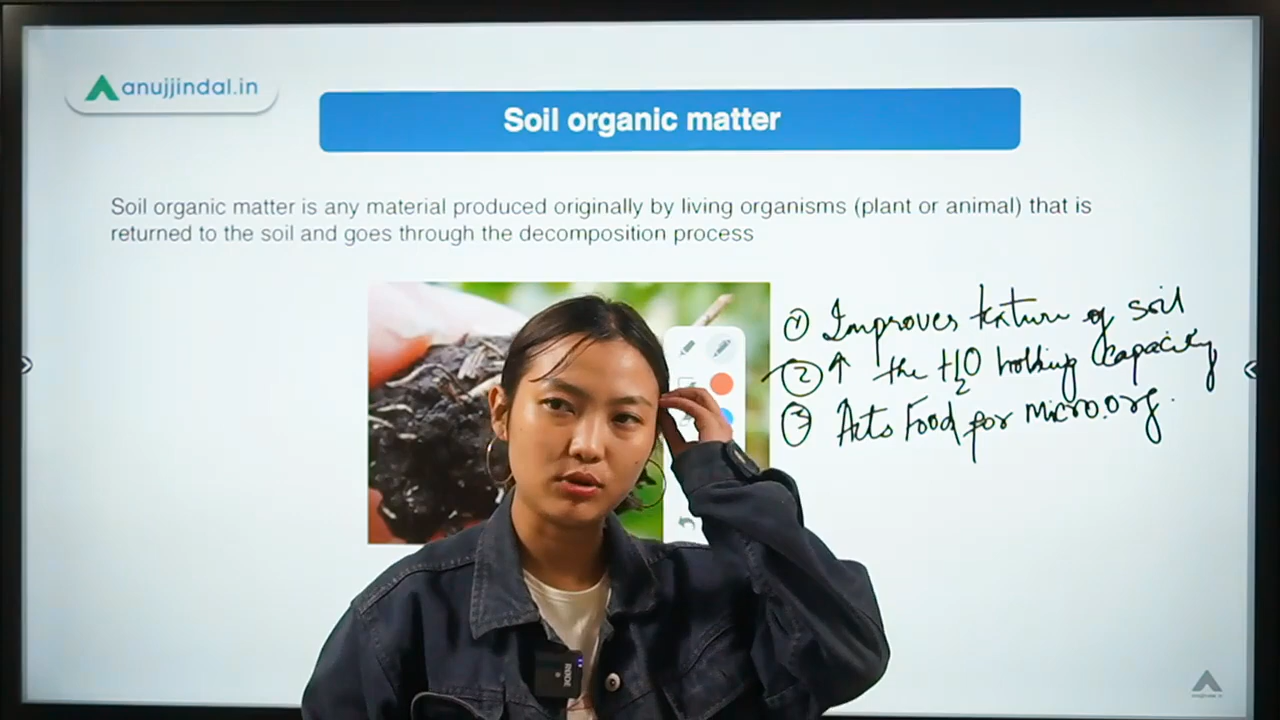 anujjindal.in
Soil organic matter
Soil organic matter is any material produced originally by living organisms (plant or animal) that is
returned to the soil and goes through the decomposition process
① Improves texture of soil
② ↑ the H₂O holding capacity
③ Acts Food for micro.org.
RODE